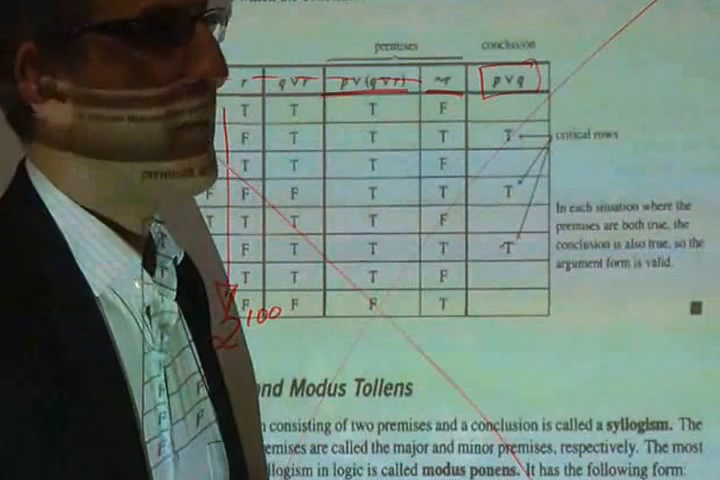 premises conclusion
r q ∨ r p ∨ (q ∨ r) ~r p ∨ q
T T T F
F T T T T critical rows
T T T F
F F F T T T
T T T T F
F T T T T
T T T F
F F F T
In each situation where the
premises are both true, the
conclusion is also true, so the
argument form is valid.
2 100
and Modus Tollens
consisting of two premises and a conclusion is called a syllogism. The
emises are called the major and minor premises, respectively. The most
llogism in logic is called modus ponens. It has the following form: